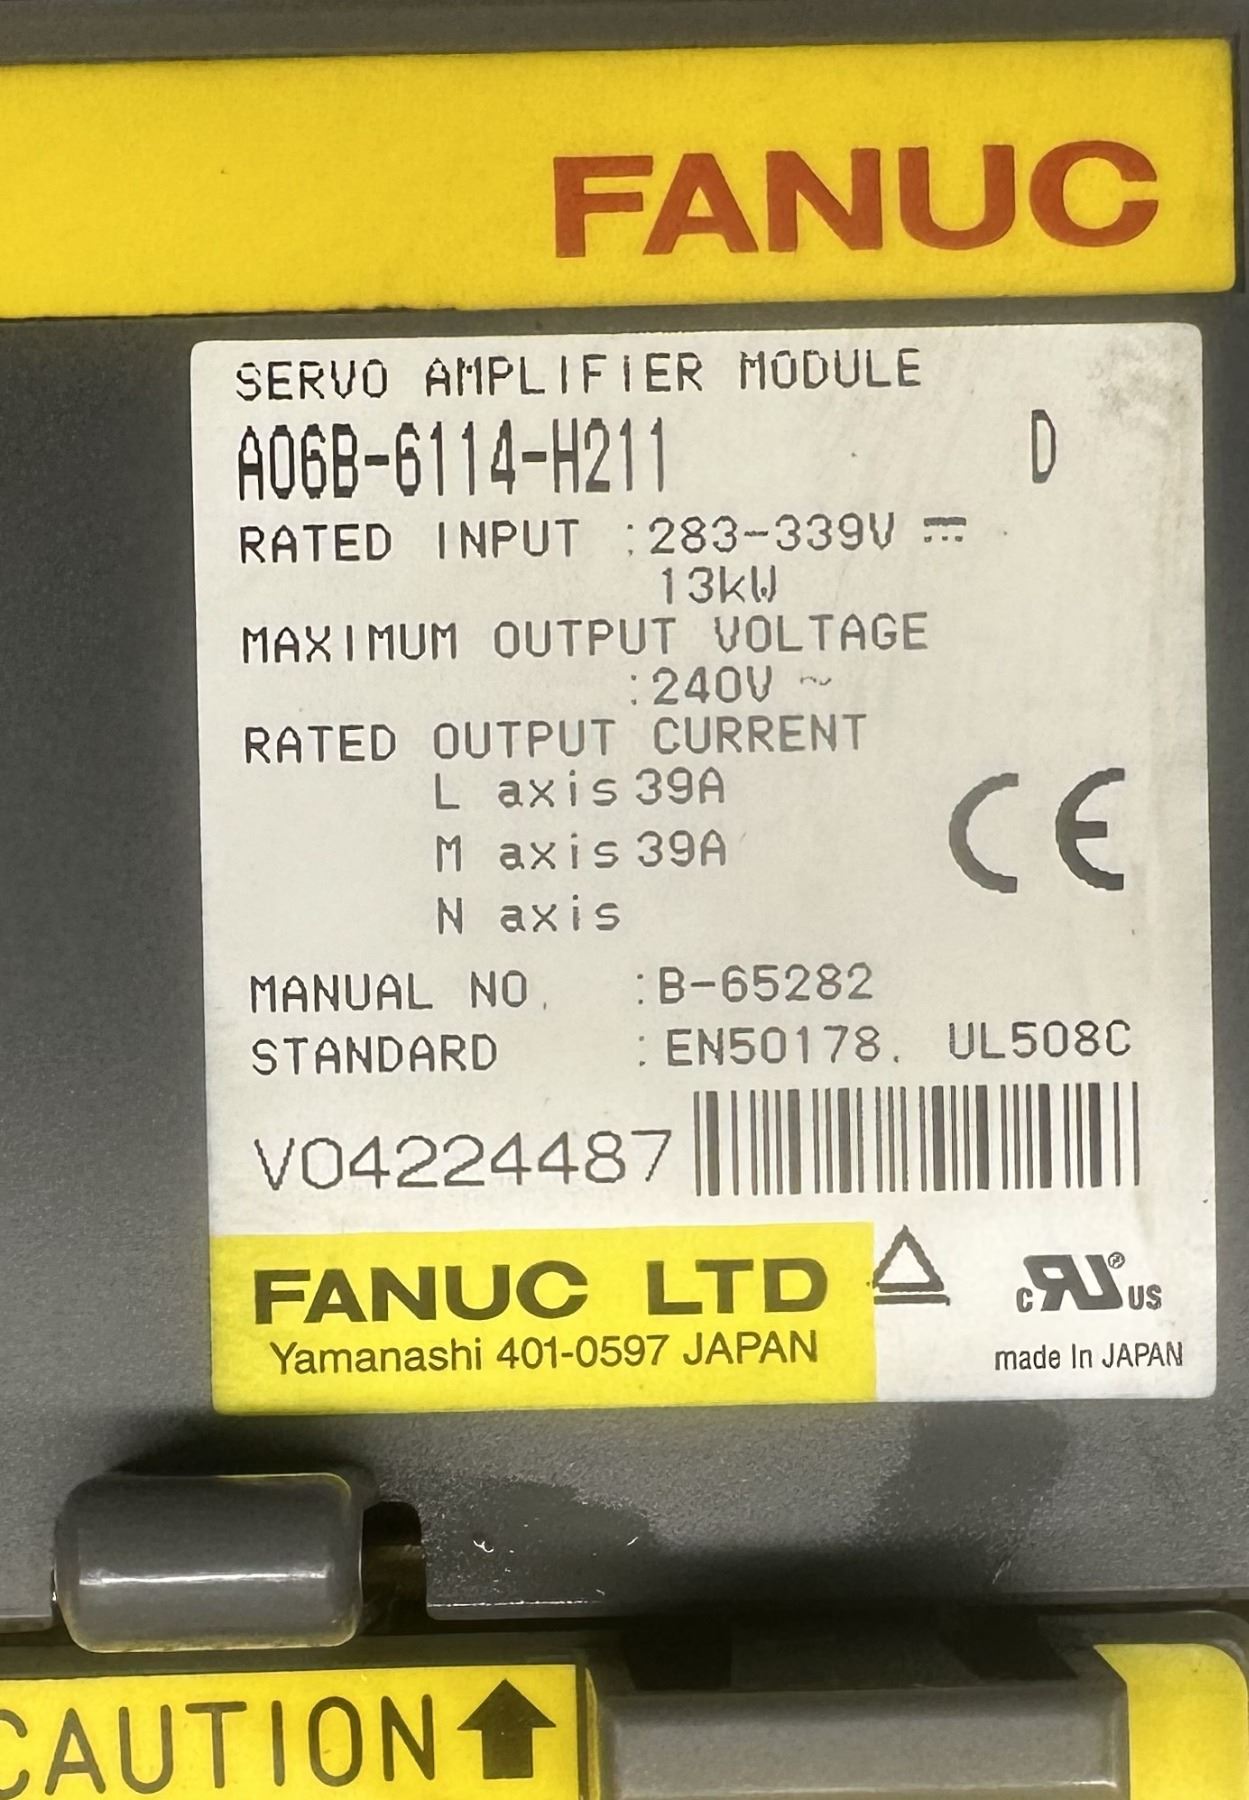 FANUC
SERVO AMPLIFIER MODULE
A06B-6114-H211 D
RATED INPUT :283-339V ⎓
13kW
MAXIMUM OUTPUT VOLTAGE
:240V ~
RATED OUTPUT CURRENT
L axis 39A
M axis 39A
N axis
CE
MANUAL NO. :B-65282
STANDARD :EN50178. UL508C
V04224487
FANUC LTD
Yamanashi 401-0597 JAPAN
c RU ® US
made In JAPAN
CAUTION